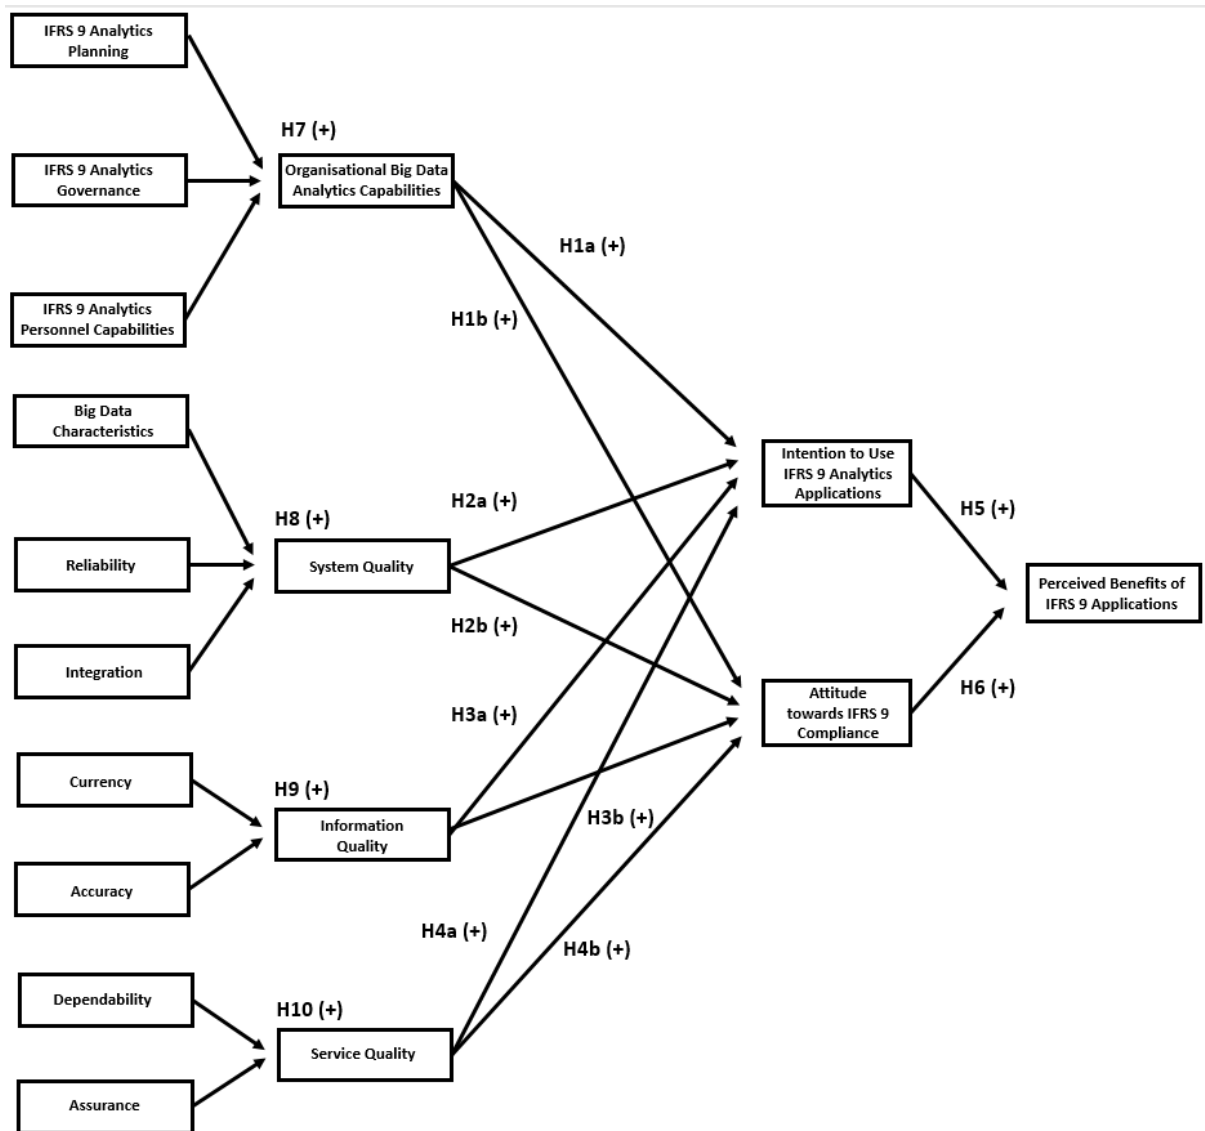 IFRS 9 Analytics
Planning
H7 (+)
IFRS 9 Analytics
Governance
Organisational Big Data
Analytics Capabilities
H1a (+)
IFRS 9 Analytics
Personnel Capabilities
H1b (+)
Big Data
Characteristics
Intention to Use
IFRS 9 Analytics
Applications
H2a (+)
H5 (+)
H8 (+)
Reliability
System Quality
Perceived Benefits of
IFRS 9 Applications
H2b (+)
Integration
H6 (+)
Attitude
towards IFRS 9
Compliance
H3a (+)
Currency
H9 (+)
H3b (+)
Information
Quality
Accuracy
H4a (+)
H4b (+)
Dependability
H10 (+)
Service Quality
Assurance